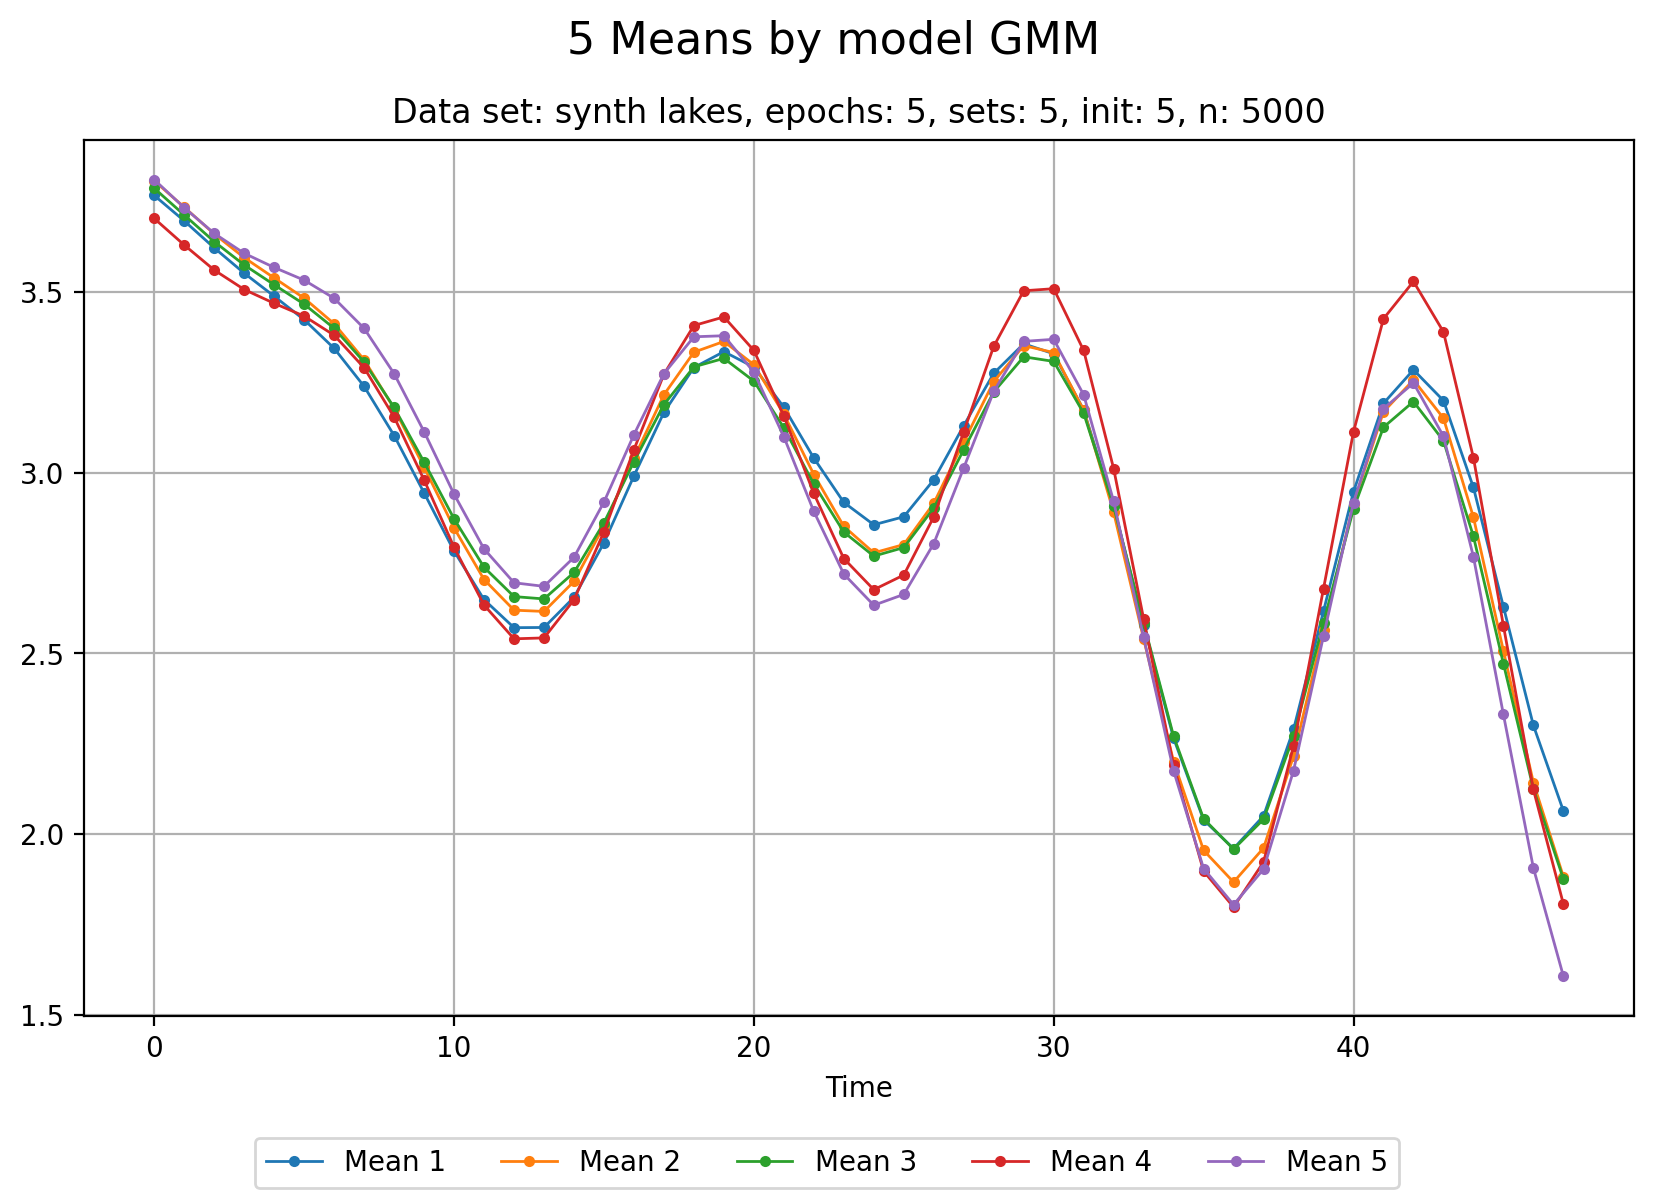 5 Means by model GMM
Data set: synth lakes, epochs: 5, sets: 5, init: 5, n: 5000
3.5
3.0
2.5
2.0
1.5
0 10 20 30 40
Time
Mean 1 Mean 2 Mean 3 Mean 4 Mean 5